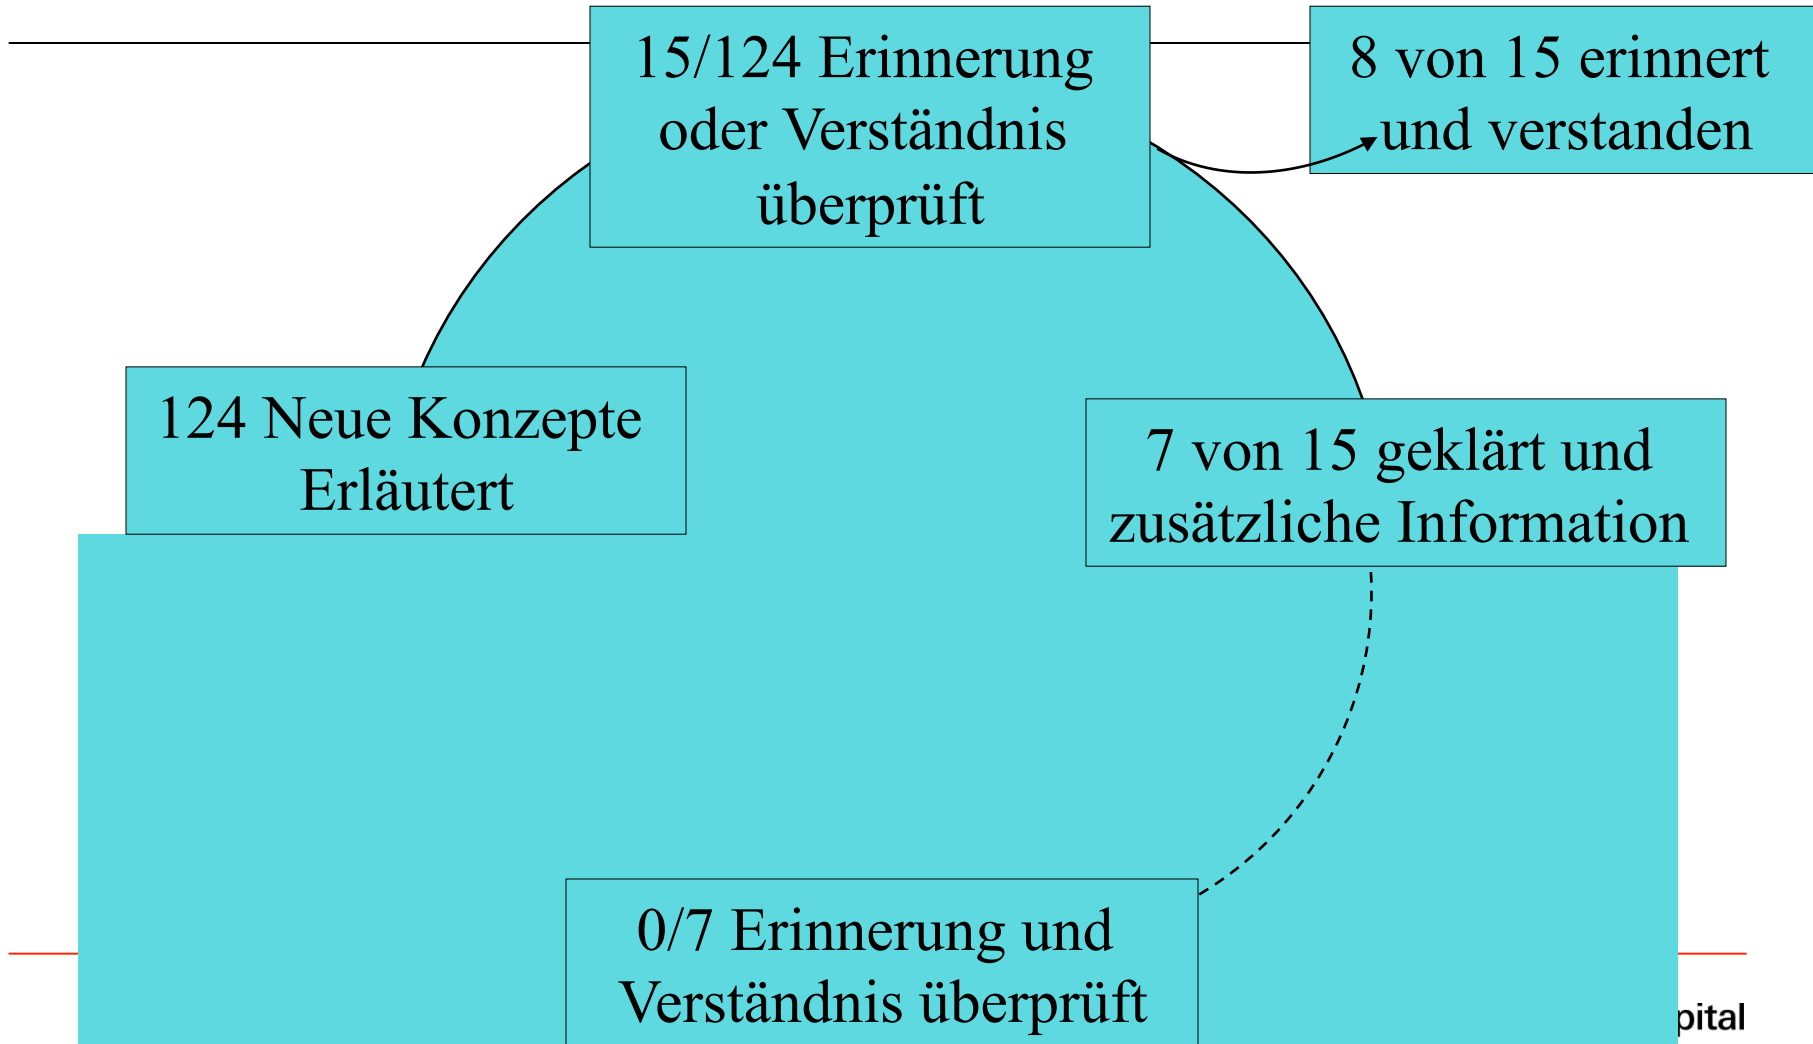 15/124 Erinnerung
oder Verständnis
überprüft
8 von 15 erinnert
und verstanden
124 Neue Konzepte
Erläutert
7 von 15 geklärt und
zusätzliche Information
0/7 Erinnerung und
Verständnis überprüft
pital